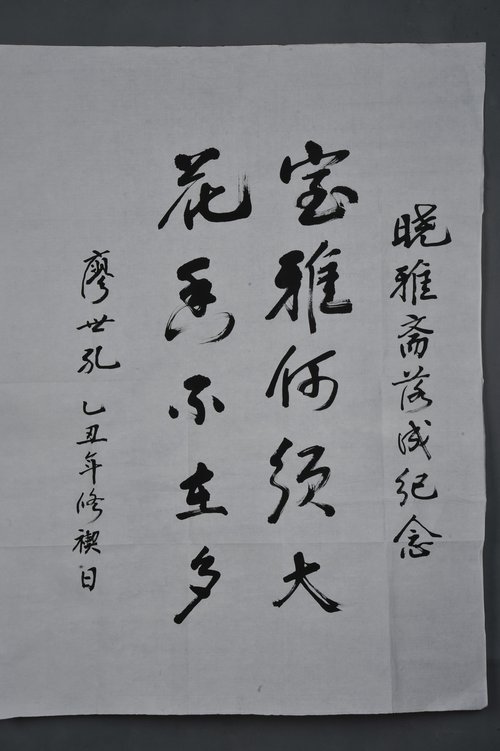 晓雅斋落成纪念
室雅何须大
花香不在多
廖世孔 乙丑年修禊日